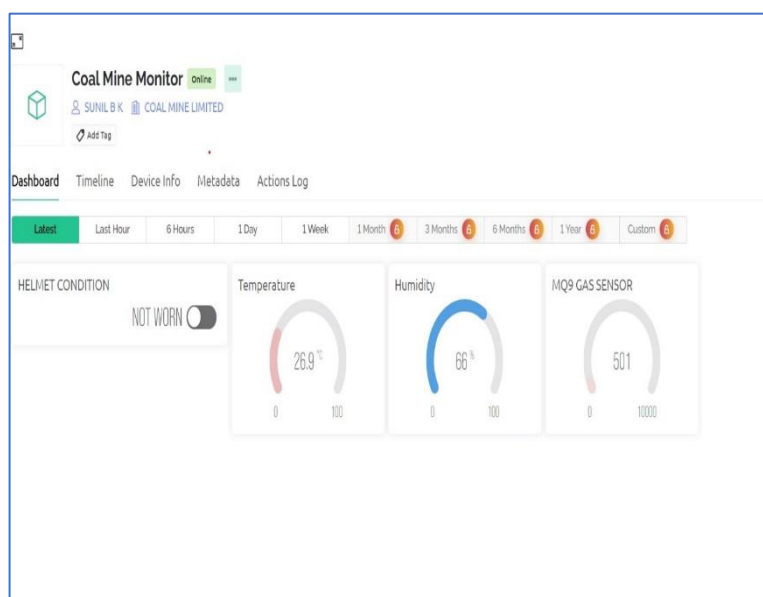 Coal Mine Monitor Online
SUNIL B K COAL MINE LIMITED
Add Tag
Dashboard Timeline Device Info Metadata Actions Log
Latest Last Hour 6 Hours 1 Day 1 Week 1 Month 3 Months 6 Months 1 Year Custom
HELMET CONDITION
NOT WORN
Temperature
26.9 °C
0 100
Humidity
66 %
0 100
MQ9 GAS SENSOR
501
0 10000